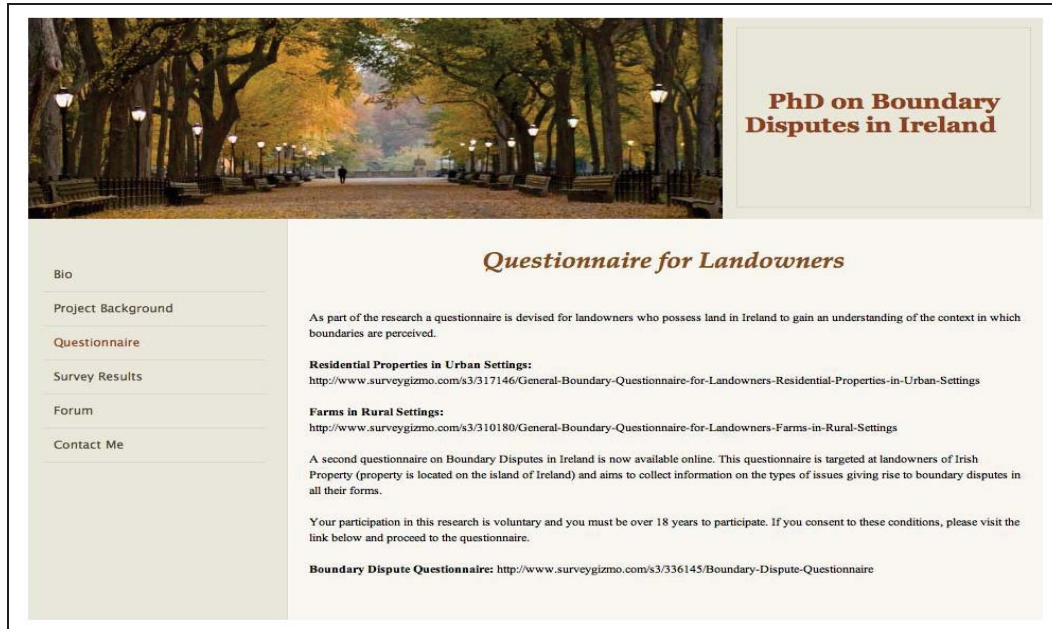 PhD on Boundary
Disputes in Ireland
Bio
Project Background
Questionnaire
Survey Results
Forum
Contact Me
Questionnaire for Landowners
As part of the research a questionnaire is devised for landowners who possess land in Ireland to gain an understanding of the context in which
boundaries are perceived.
Residential Properties in Urban Settings:
http://www.surveygizmo.com/s3/317146/General-Boundary-Questionnaire-for-Landowners-Residential-Properties-in-Urban-Settings
Farms in Rural Settings:
http://www.surveygizmo.com/s3/310180/General-Boundary-Questionnaire-for-Landowners-Farms-in-Rural-Settings
A second questionnaire on Boundary Disputes in Ireland is now available online. This questionnaire is targeted at landowners of Irish
Property (property is located on the island of Ireland) and aims to collect information on the types of issues giving rise to boundary disputes in
all their forms.
Your participation in this research is voluntary and you must be over 18 years to participate. If you consent to these conditions, please visit the
link below and proceed to the questionnaire.
Boundary Dispute Questionnaire: http://www.surveygizmo.com/s3/336145/Boundary-Dispute-Questionnaire